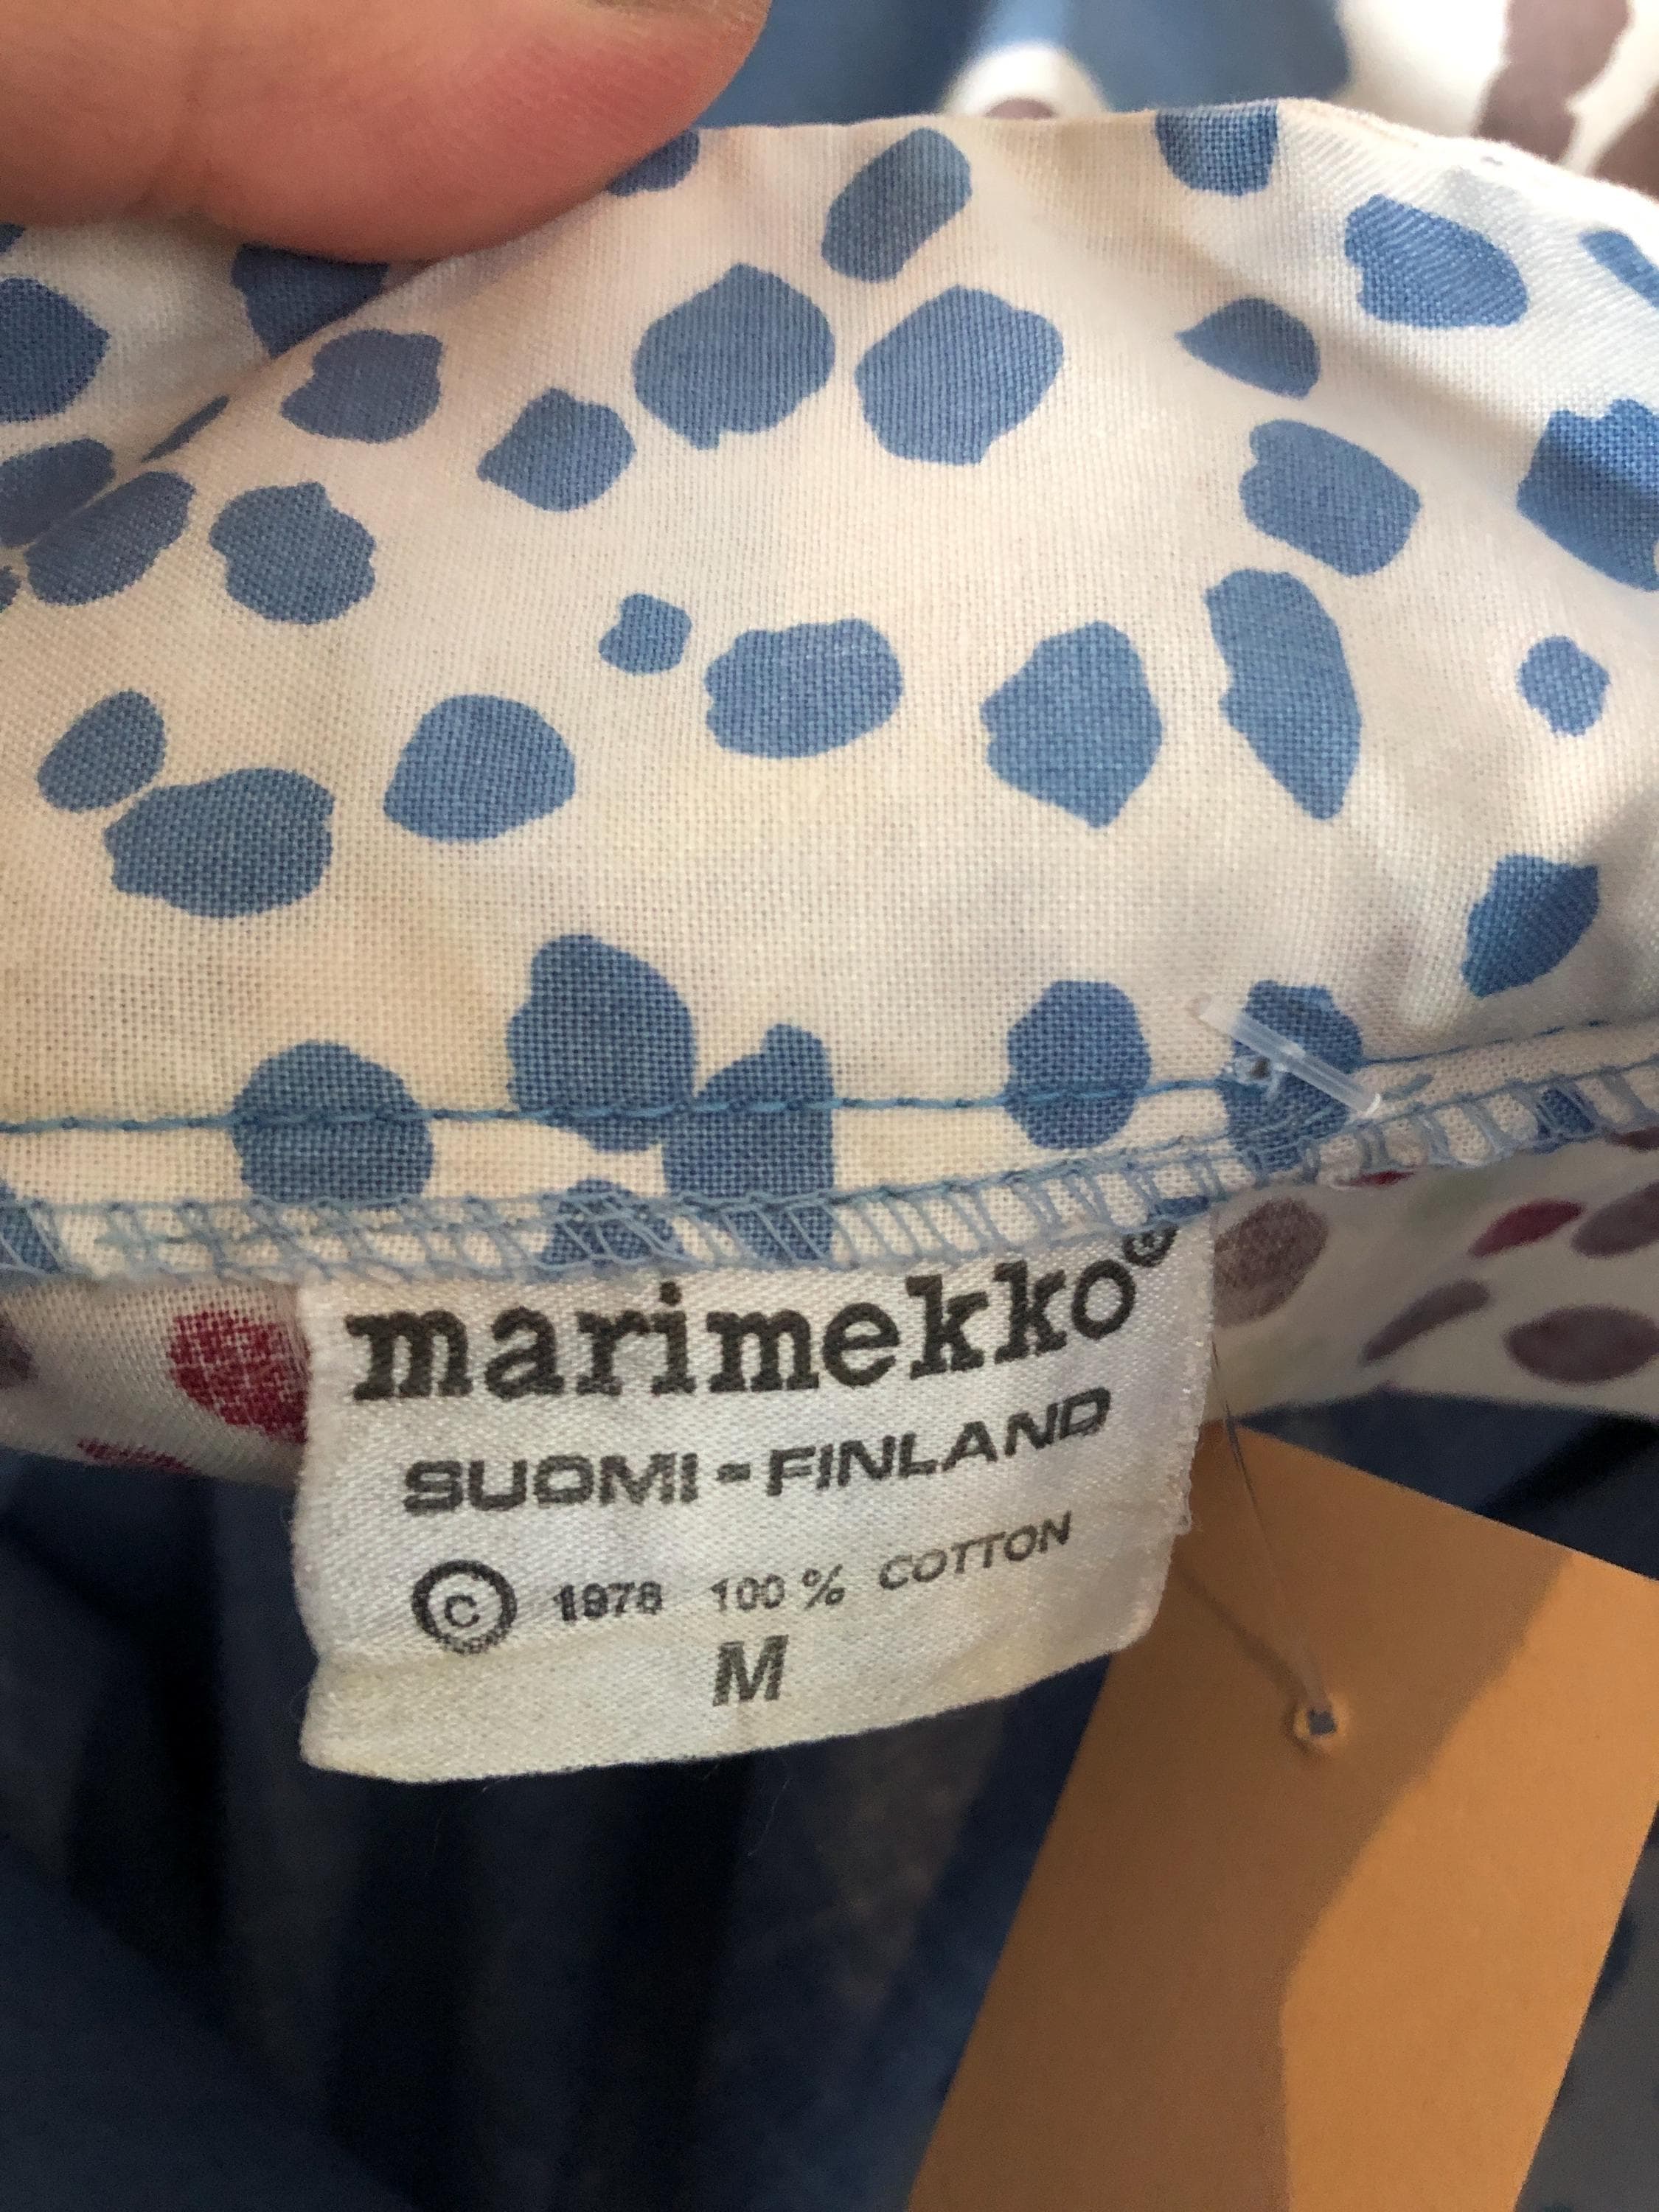 marimekko®
SUOMI-FINLAND
© 1978 100% COTTON
M